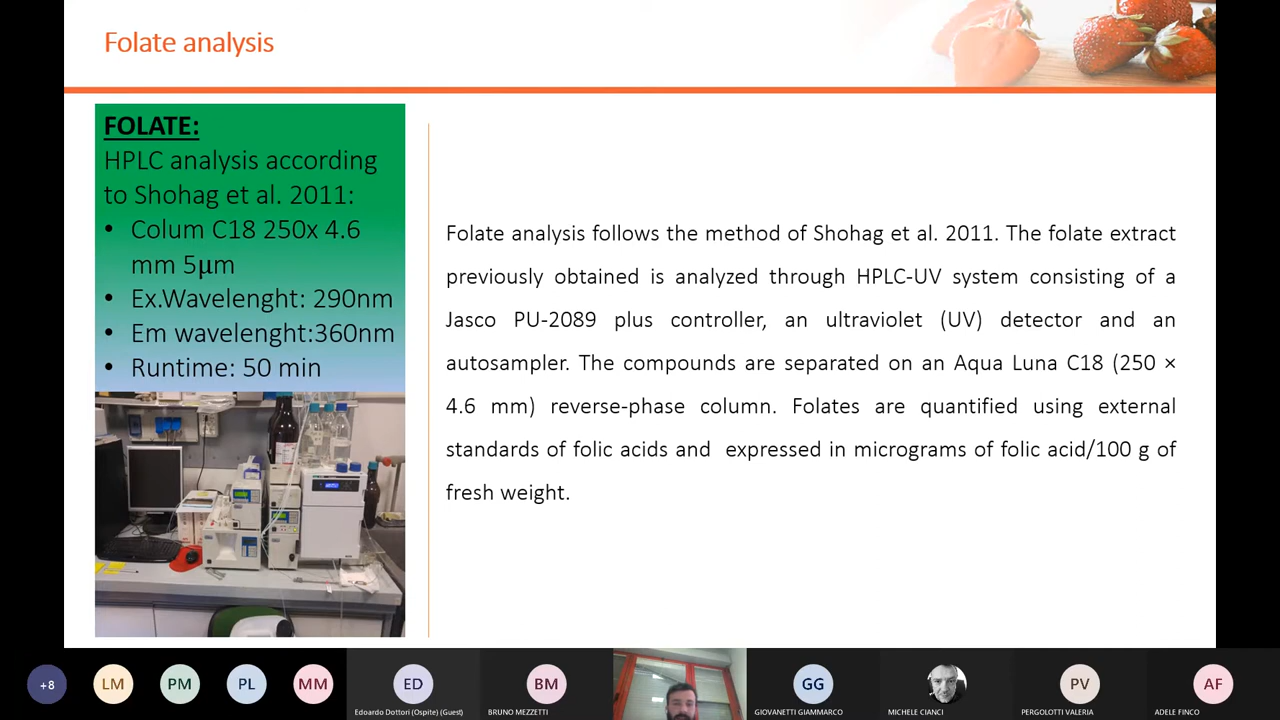 Folate analysis
FOLATE:
HPLC analysis according
to Shohag et al. 2011:
• Colum C18 250x 4.6
mm 5µm
• Ex.Wavelenght: 290nm
• Em wavelenght:360nm
• Runtime: 50 min
Folate analysis follows the method of Shohag et al. 2011. The folate extract
previously obtained is analyzed through HPLC-UV system consisting of a
Jasco PU-2089 plus controller, an ultraviolet (UV) detector and an
autosampler. The compounds are separated on an Aqua Luna C18 (250 ×
4.6 mm) reverse-phase column. Folates are quantified using external
standards of folic acids and expressed in micrograms of folic acid/100 g of
fresh weight.
+8
LM
PM
PL
MM
ED
Edoardo Dottori (Ospite) (Guest)
BM
BRUNO MEZZETTI
GG
GIOVANETTI GIAMMARCO
MICHELE CIANCI
PV
PERGOLOTTI VALERIA
AF
ADELE FINCO